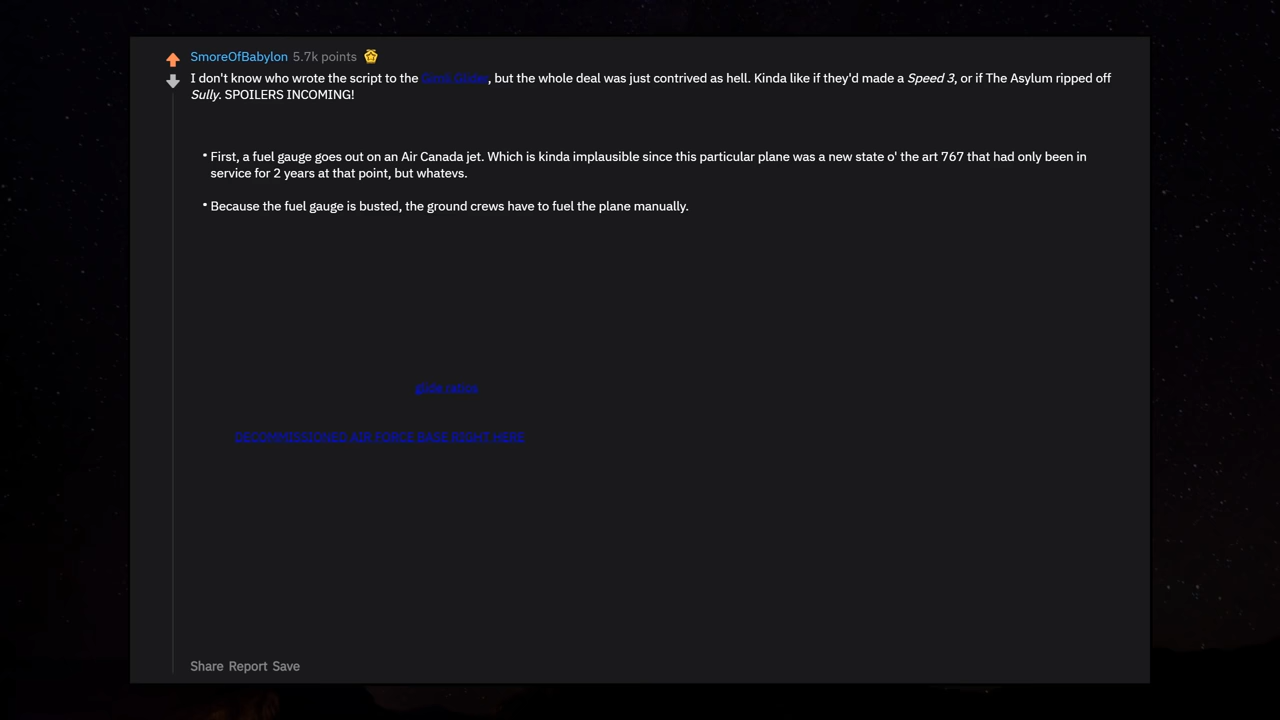 SmoreOfBabylon 5.7k points
I don't know who wrote the script to the Gimli Glider, but the whole deal was just contrived as hell. Kinda like if they'd made a Speed 3, or if The Asylum ripped off
Sully. SPOILERS INCOMING!
• First, a fuel gauge goes out on an Air Canada jet. Which is kinda implausible since this particular plane was a new state o' the art 767 that had only been in
service for 2 years at that point, but whatevs.
• Because the fuel gauge is busted, the ground crews have to fuel the plane manually.
glide ratios
DECOMMISSIONED AIR FORCE BASE RIGHT HERE
Share Report Save